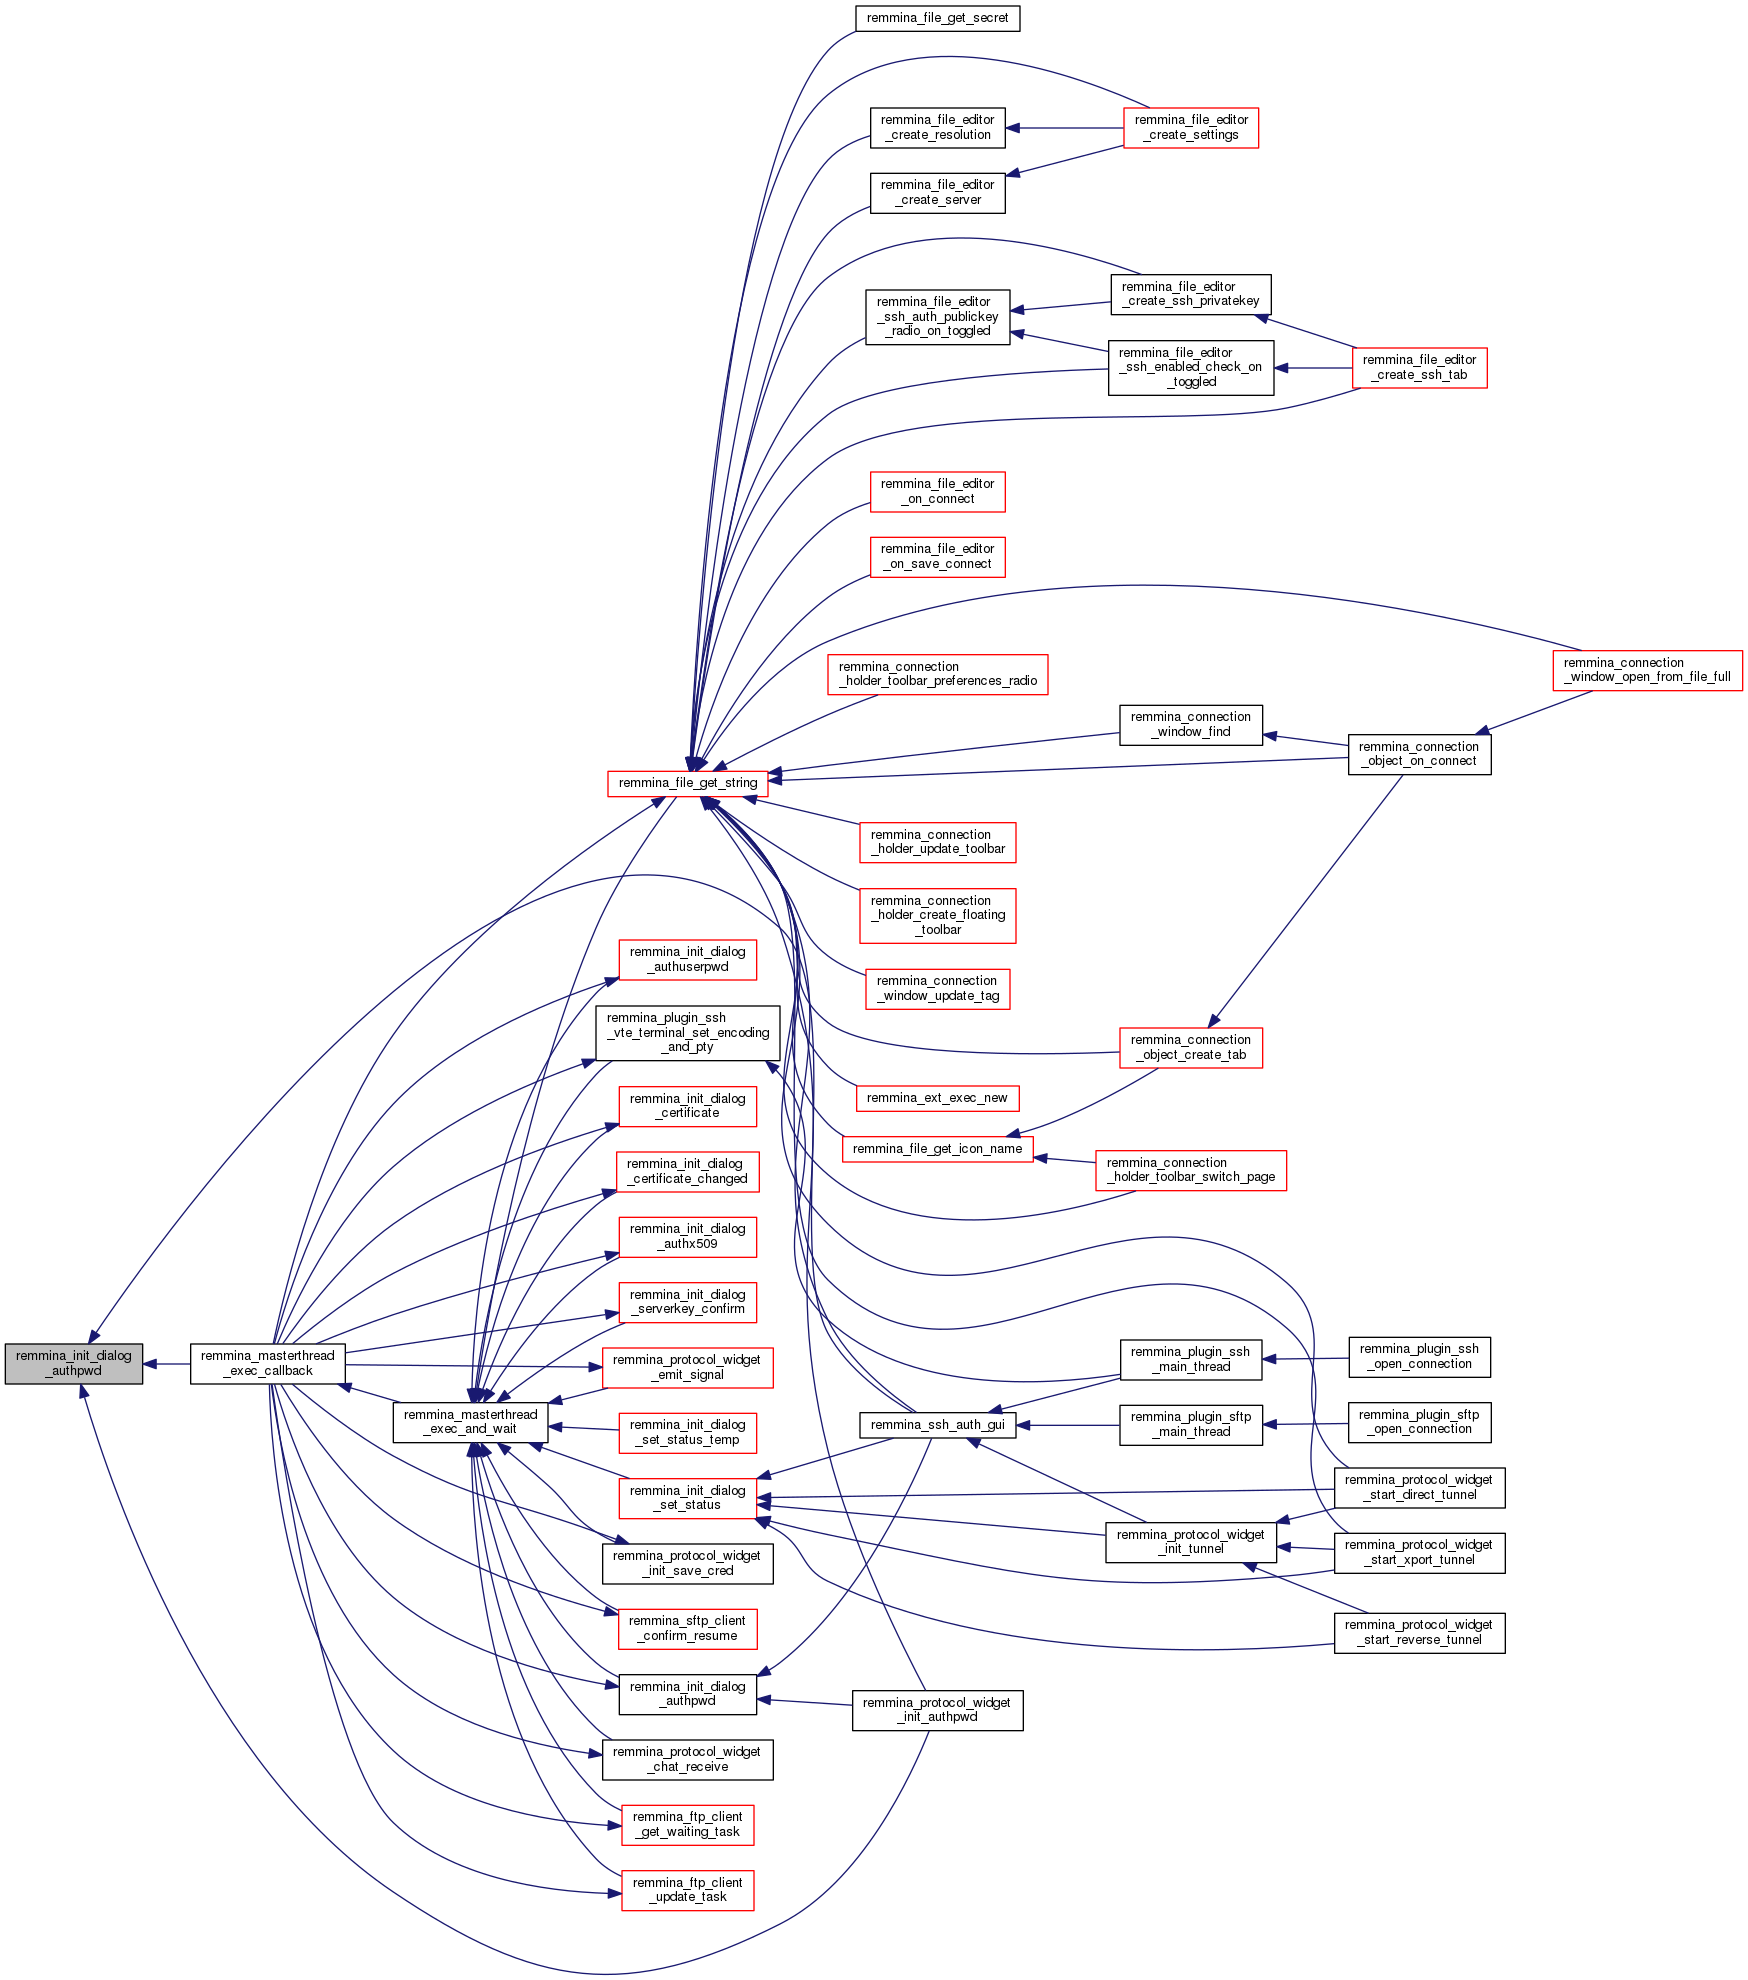 remmina_init_dialog
_authpwd
remmina_masterthread
_exec_callback
remmina_masterthread
_exec_and_wait
remmina_file_get_string
remmina_init_dialog
_authuserpwd
remmina_plugin_ssh
_vte_terminal_set_encoding
_and_pty
remmina_init_dialog
_certificate
remmina_init_dialog
_certificate_changed
remmina_init_dialog
_authx509
remmina_init_dialog
_serverkey_confirm
remmina_protocol_widget
_emit_signal
remmina_init_dialog
_set_status_temp
remmina_init_dialog
_set_status
remmina_protocol_widget
_init_save_cred
remmina_sftp_client
_confirm_resume
remmina_init_dialog
_authpwd
remmina_protocol_widget
_chat_receive
remmina_ftp_client
_get_waiting_task
remmina_ftp_client
_update_task
remmina_file_get_secret
remmina_file_editor
_create_resolution
remmina_file_editor
_create_server
remmina_file_editor
_ssh_auth_publickey
_radio_on_toggled
remmina_file_editor
_on_connect
remmina_file_editor
_on_save_connect
remmina_connection
_holder_toolbar_preferences_radio
remmina_connection
_holder_update_toolbar
remmina_connection
_holder_create_floating
_toolbar
remmina_connection
_window_update_tag
remmina_ext_exec_new
remmina_file_get_icon_name
remmina_ssh_auth_gui
remmina_protocol_widget
_init_authpwd
remmina_file_editor
_create_settings
remmina_file_editor
_create_ssh_privatekey
remmina_file_editor
_ssh_enabled_check_on
_toggled
remmina_connection
_window_find
remmina_connection
_object_create_tab
remmina_connection
_holder_toolbar_switch_page
remmina_plugin_ssh
_main_thread
remmina_plugin_sftp
_main_thread
remmina_protocol_widget
_init_tunnel
remmina_file_editor
_create_ssh_tab
remmina_connection
_object_on_connect
remmina_plugin_ssh
_open_connection
remmina_plugin_sftp
_open_connection
remmina_protocol_widget
_start_direct_tunnel
remmina_protocol_widget
_start_xport_tunnel
remmina_protocol_widget
_start_reverse_tunnel
remmina_connection
_window_open_from_file_full